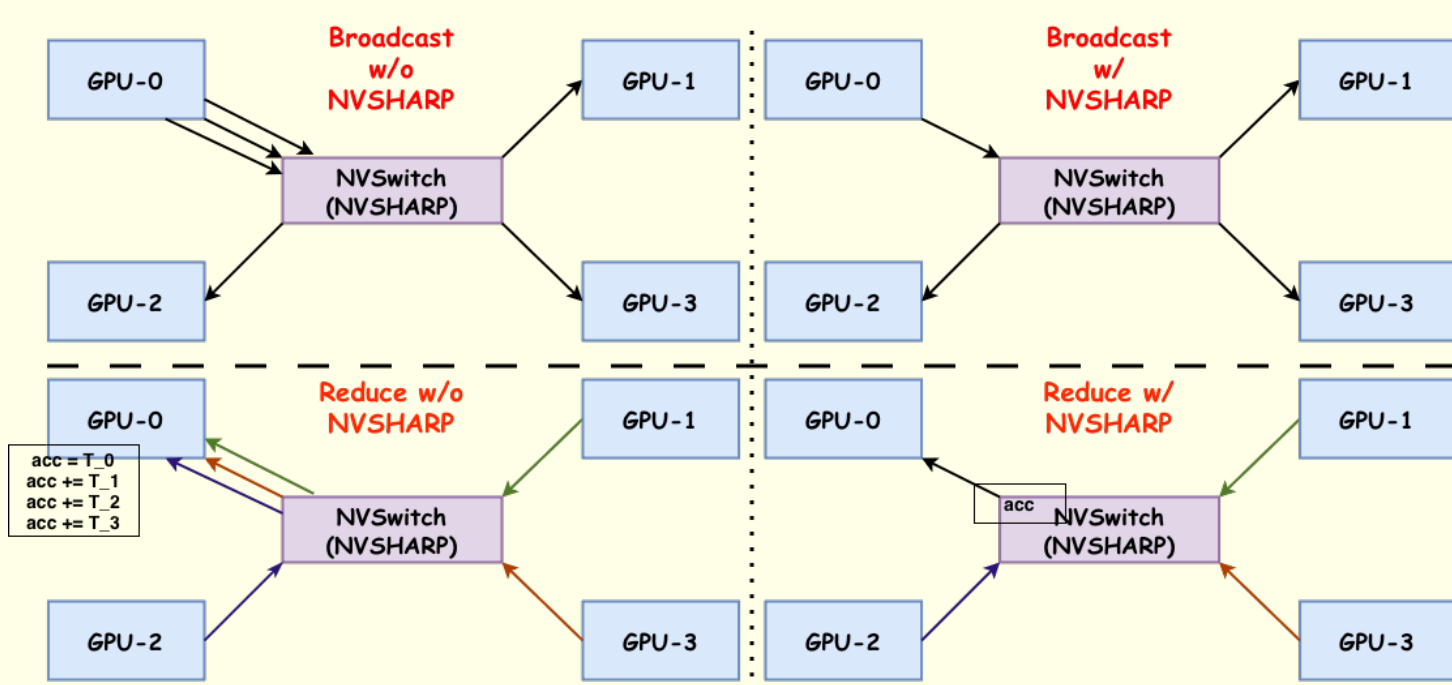 Broadcast
w/o
NVSHARP
GPU-0
GPU-1
NVSwitch
(NVSHARP)
GPU-2
GPU-3
Broadcast
w/
NVSHARP
GPU-0
GPU-1
NVSwitch
(NVSHARP)
GPU-2
GPU-3
Reduce w/o
NVSHARP
GPU-0
GPU-1
acc = T_0
acc += T_1
acc += T_2
acc += T_3
NVSwitch
(NVSHARP)
GPU-2
GPU-3
Reduce w/
NVSHARP
GPU-0
GPU-1
acc
NVSwitch
(NVSHARP)
GPU-2
GPU-3